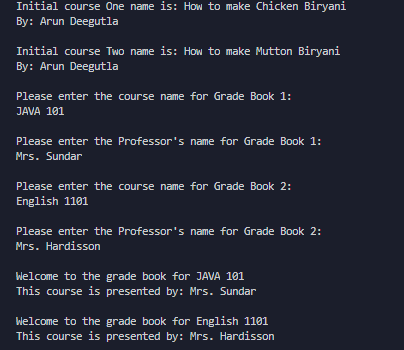 Initial course One name is: How to make Chicken Biryani
By: Arun Deegutla
Initial course Two name is: How to make Mutton Biryani
By: Arun Deegutla
Please enter the course name for Grade Book 1:
JAVA 101
Please enter the Professor's name for Grade Book 1:
Mrs. Sundar
Please enter the course name for Grade Book 2:
English 1101
Please enter the Professor's name for Grade Book 2:
Mrs. Hardisson
Welcome to the grade book for JAVA 101
This course is presented by: Mrs. Sundar
Welcome to the grade book for English 1101
This course is presented by: Mrs. Hardisson